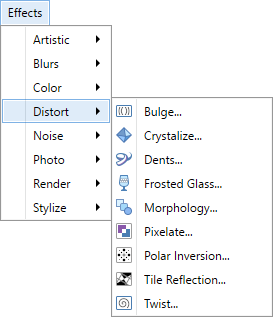 Effects
Artistic
Blurs
Color
Distort
Noise
Photo
Render
Stylize
Bulge...
Crystalize...
Dents...
Frosted Glass...
Morphology...
Pixelate...
Polar Inversion...
Tile Reflection...
Twist...